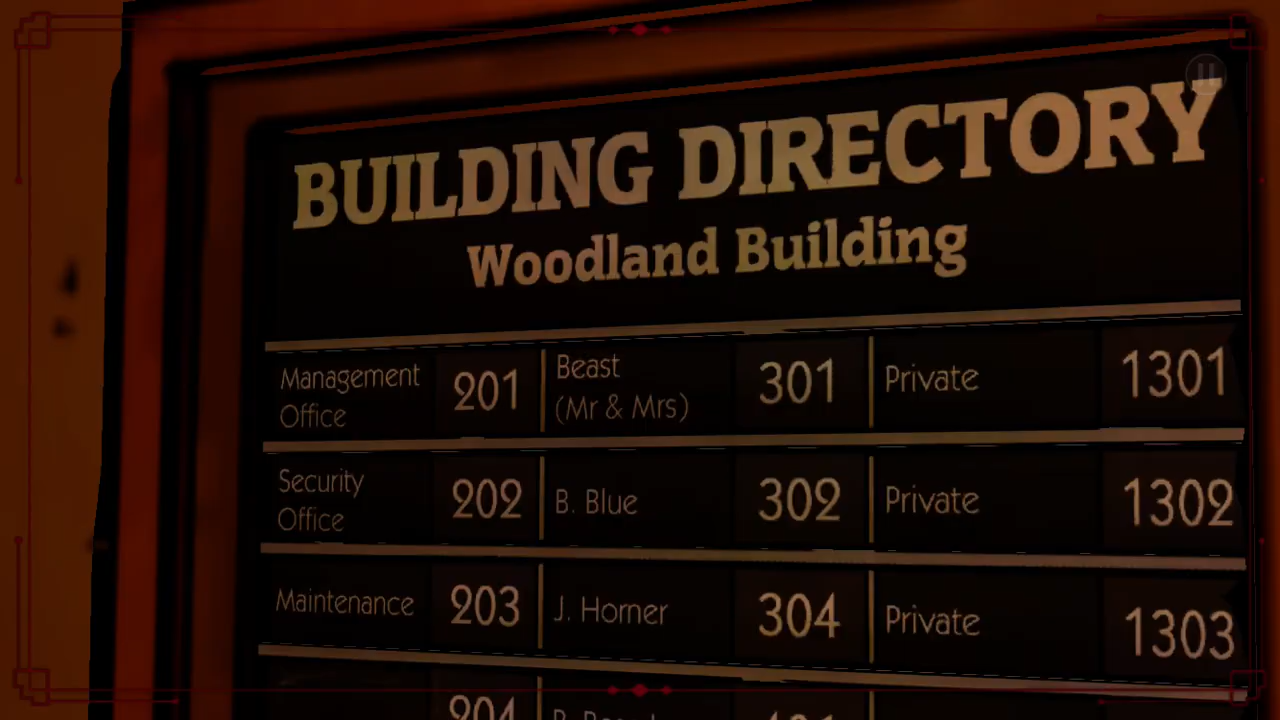 BUILDING DIRECTORY
Woodland Building
Management Office 201 Beast (Mr & Mrs) 301 Private 1301
Security Office 202 B. Blue 302 Private 1302
Maintenance 203 J. Horner 304 Private 1303
204